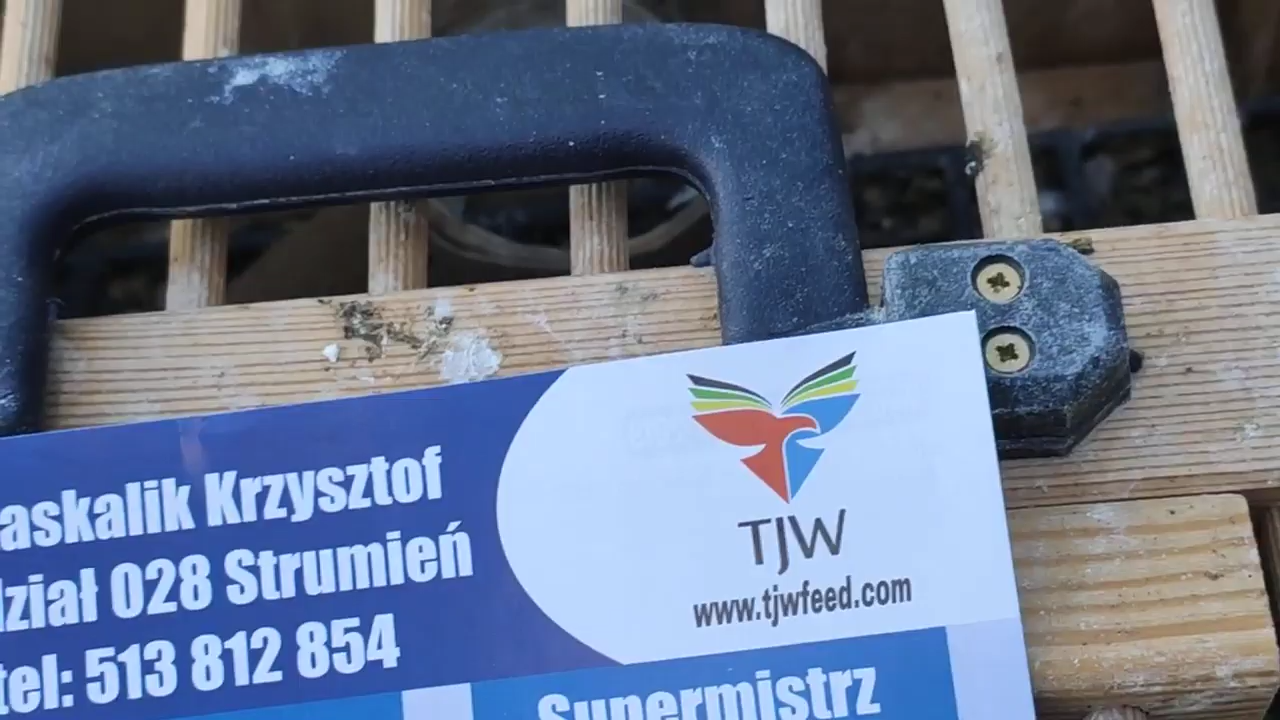 askalik Krzysztof
dział 028 Strumień
tel: 513 812 854
TJW
www.tjwfeed.com
Supermistrz